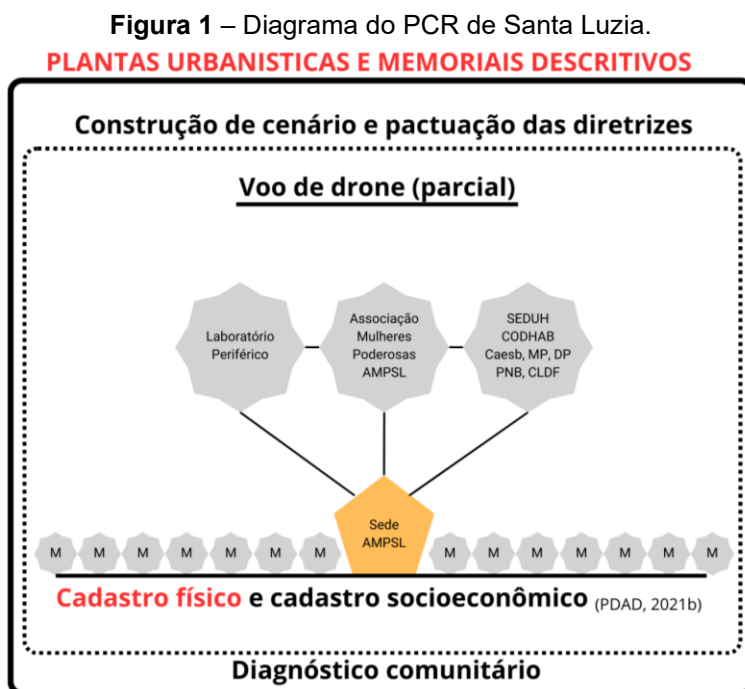 Figura 1 – Diagrama do PCR de Santa Luzia.
PLANTAS URBANISTICAS E MEMORIAIS DESCRITIVOS
Construção de cenário e pactuação das diretrizes
Voo de drone (parcial)
Laboratório
Periférico
Associação
Mulheres
Poderosas
AMPSL
SEDUH
CODHAB
Caesb, MP, DP
PNB, CLDF
Sede
AMPSL
M M M M M M M M M M M M M M
Cadastro físico e cadastro socioeconômico (PDAD, 2021b)
Diagnóstico comunitário